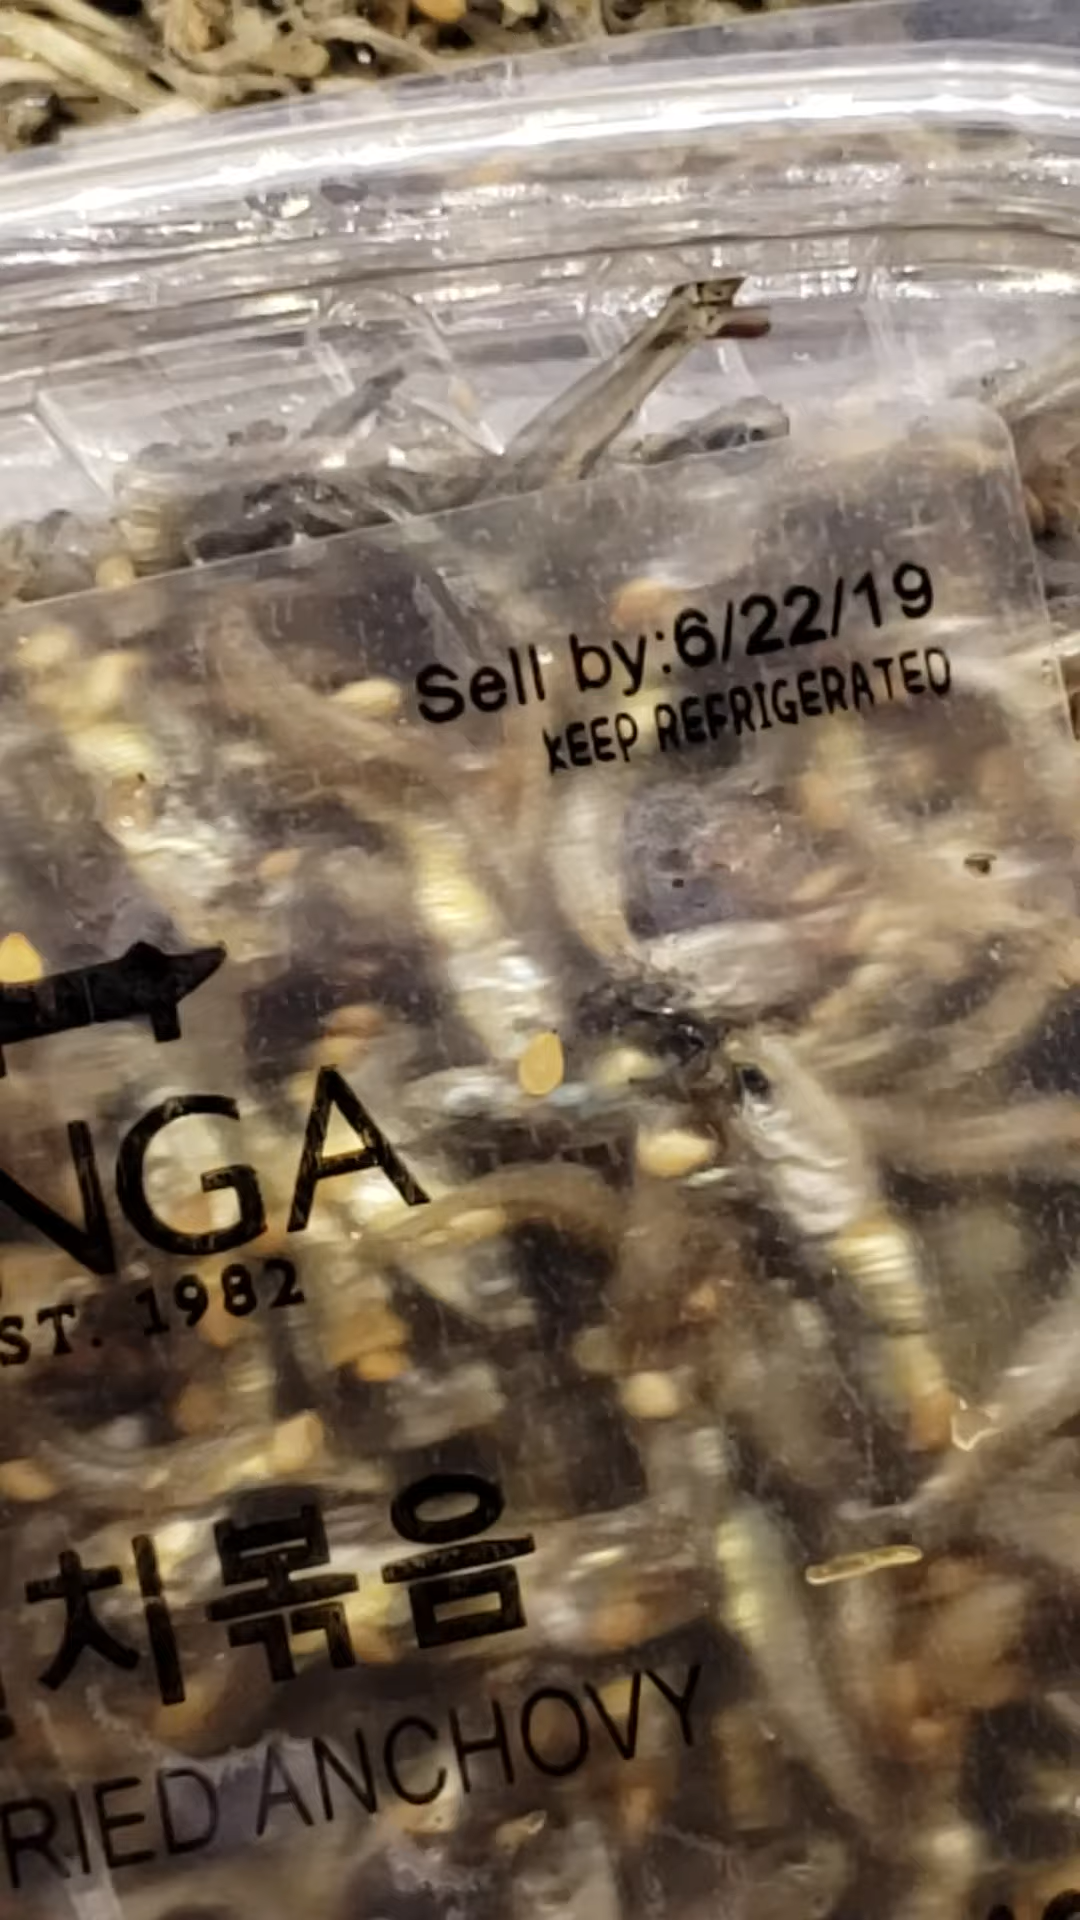 Sell by:6/22/19
KEEP REFRIGERATED
NGA
ST. 1982
치볶음
RIED ANCHOVY